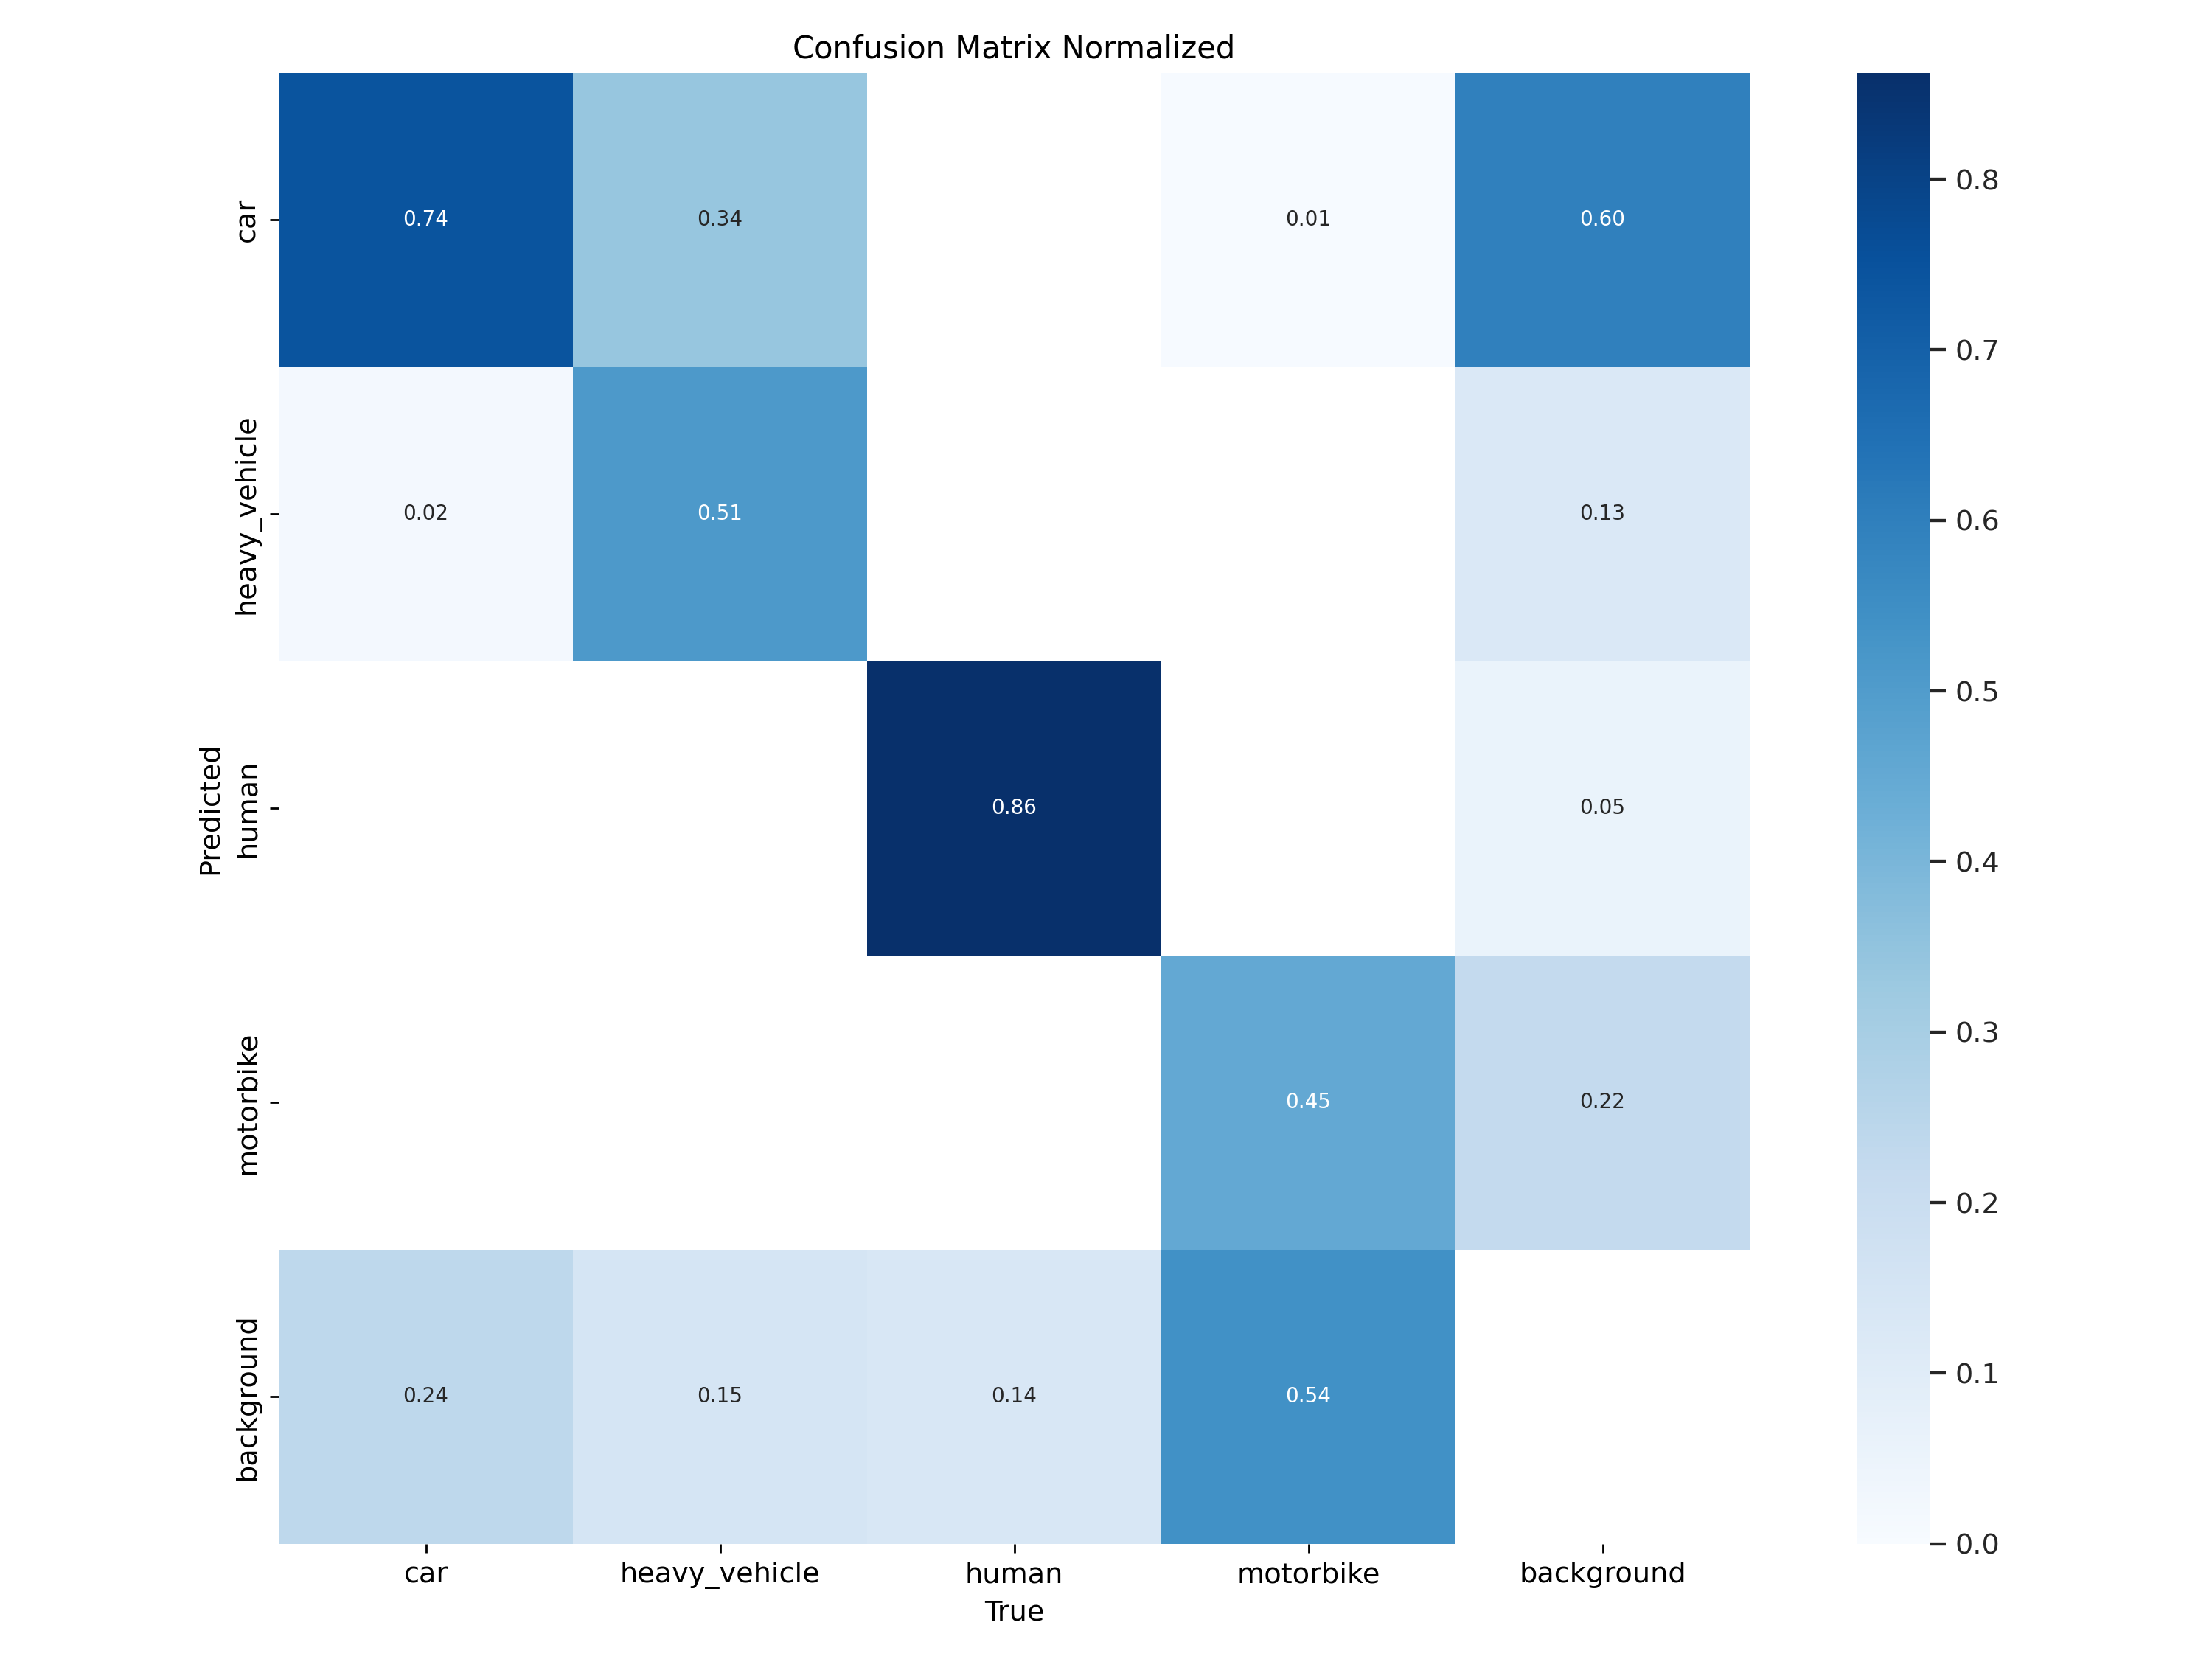 Confusion Matrix Normalized
car
0.74
0.34
0.01
0.60
heavy_vehicle
0.02
0.51
0.13
Predicted
human
0.86
0.05
motorbike
0.45
0.22
background
0.24
0.15
0.14
0.54
car
heavy_vehicle
human
motorbike
background
True
0.8
0.7
0.6
0.5
0.4
0.3
0.2
0.1
0.0